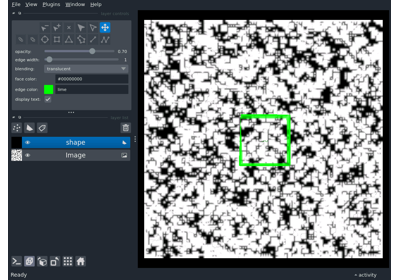 File View Plugins Window Help
opacity: 0.70
edge width: 1
blending: translucent
face color: #00000000
edge color: lime
display text: ✓
shape
Image
Ready
activity